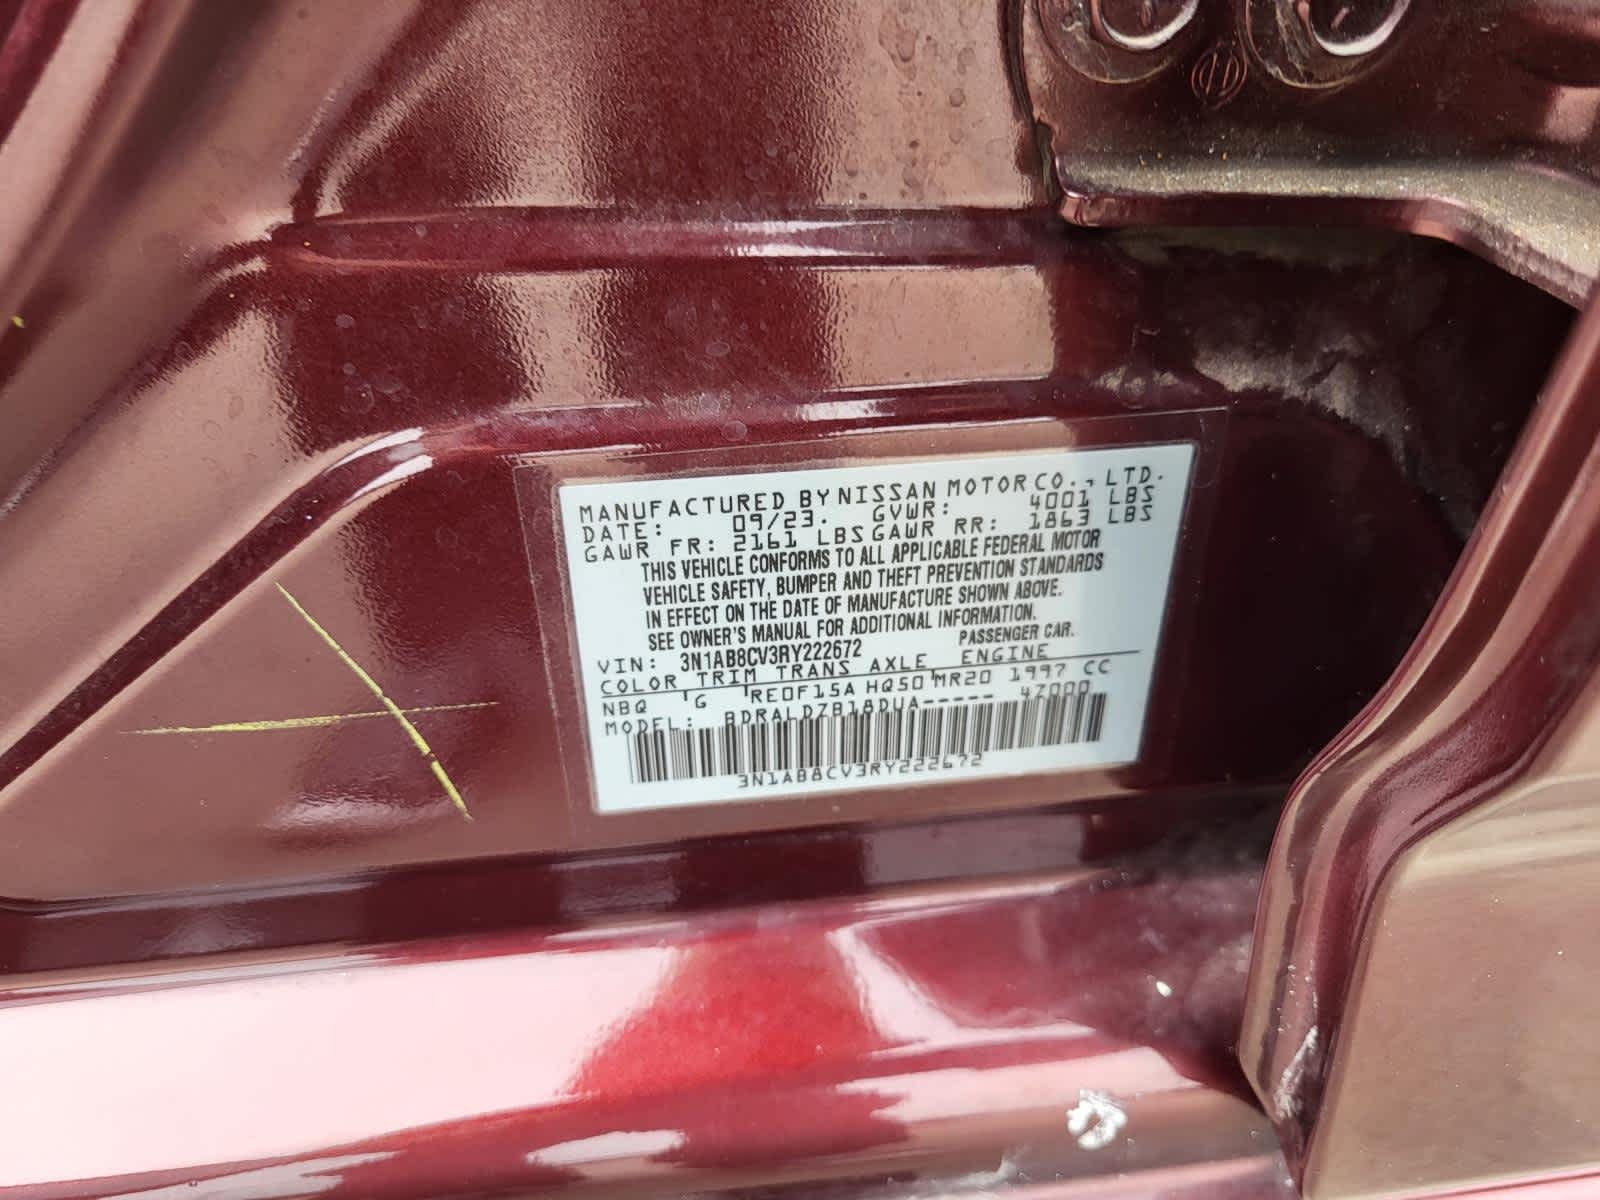 MANUFACTURED BY NISSAN MOTOR CO., LTD.
DATE: 09/23. GVWR: 4001 LBS
GAWR FR: 2161 LBS GAWR RR: 1863 LBS
THIS VEHICLE CONFORMS TO ALL APPLICABLE FEDERAL MOTOR
VEHICLE SAFETY, BUMPER AND THEFT PREVENTION STANDARDS
IN EFFECT ON THE DATE OF MANUFACTURE SHOWN ABOVE.
SEE OWNER'S MANUAL FOR ADDITIONAL INFORMATION.
VIN: 3N1AB8CV3RY222672 PASSENGER CAR.
COLOR TRIM TRANS AXLE ENGINE
NBQ G RE0F15A HQ50 MR20 1997 CC
MODEL: BDRALDZB18DUA----- 47000
3N1AB8CV3RY222672